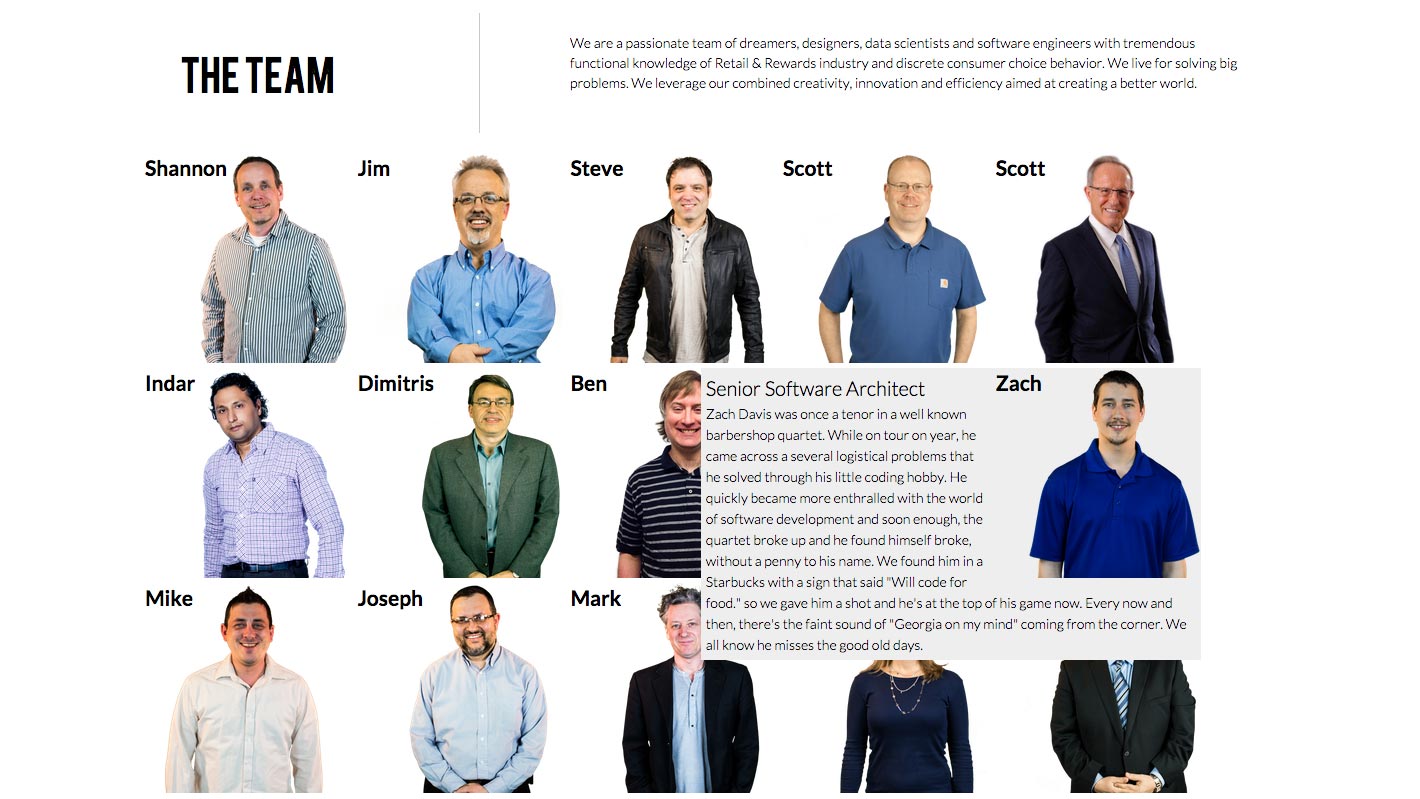 THE TEAM
We are a passionate team of dreamers, designers, data scientists and software engineers with tremendous
functional knowledge of Retail & Rewards industry and discrete consumer choice behavior. We live for solving big
problems. We leverage our combined creativity, innovation and efficiency aimed at creating a better world.
Shannon
Jim
Steve
Scott
Scott
Indar
Dimitris
Ben
Senior Software Architect
Zach Davis was once a tenor in a well known
barbershop quartet. While on tour on year, he
came across a several logistical problems that
he solved through his little coding hobby. He
quickly became more enthralled with the world
of software development and soon enough, the
quartet broke up and he found himself broke,
without a penny to his name. We found him in a
Starbucks with a sign that said "Will code for
food." so we gave him a shot and he's at the top of his game now. Every now and
then, there's the faint sound of "Georgia on my mind" coming from the corner. We
all know he misses the good old days.
Zach
Mike
Joseph
Mark